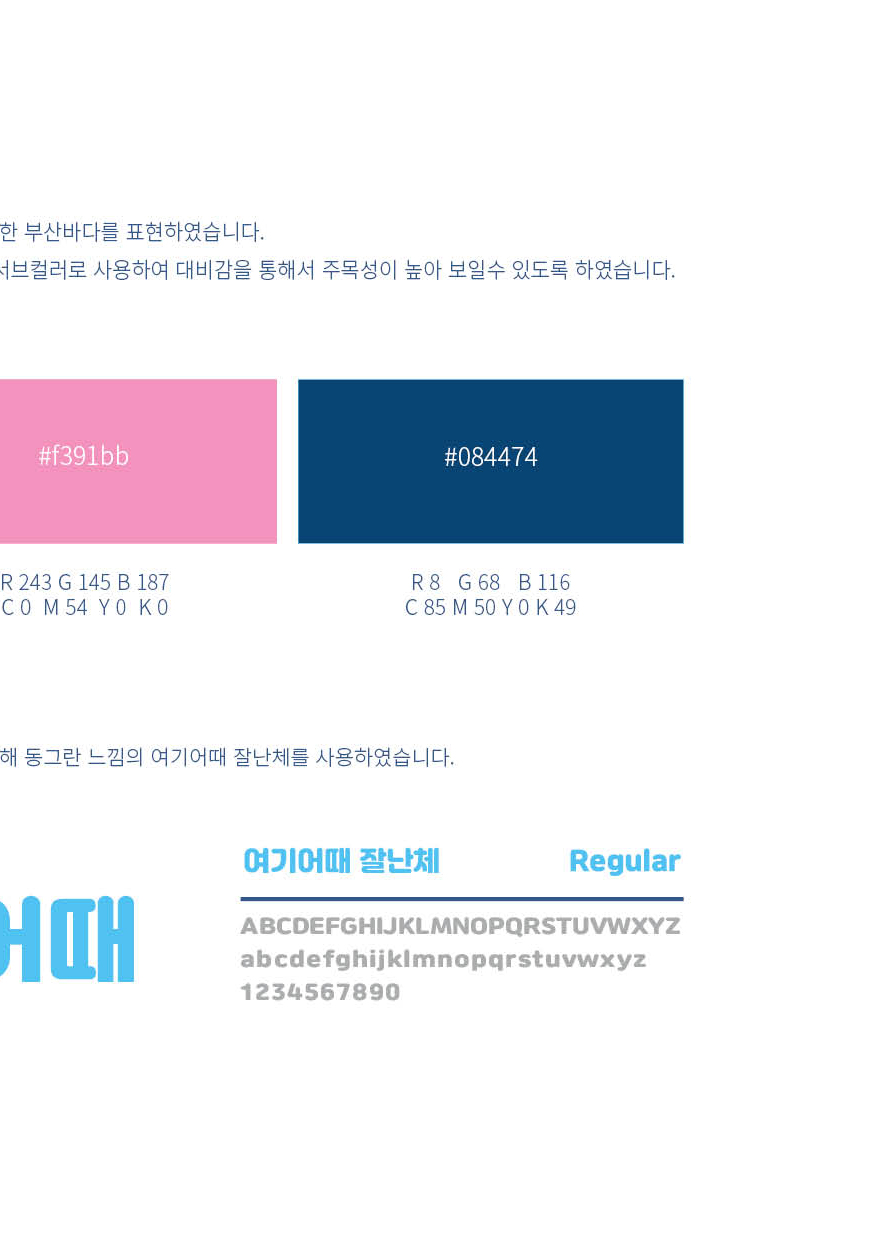 한 부산바다를 표현하였습니다.
서브컬러로 사용하여 대비감을 통해서 주목성이 높아 보일수 있도록 하였습니다.
#f391bb
#084474
R 243 G 145 B 187
C 0 M 54 Y 0 K 0
R 8 G 68 B 116
C 85 M 50 Y 0 K 49
해 동그란 느낌의 여기어때 잘난체를 사용하였습니다.
어때
여기어때 잘난체 Regular
ABCDEFGHIJKLMNOPQRSTUVWXYZ
abcdefghijklmnopqrstuvwxyz
1234567890